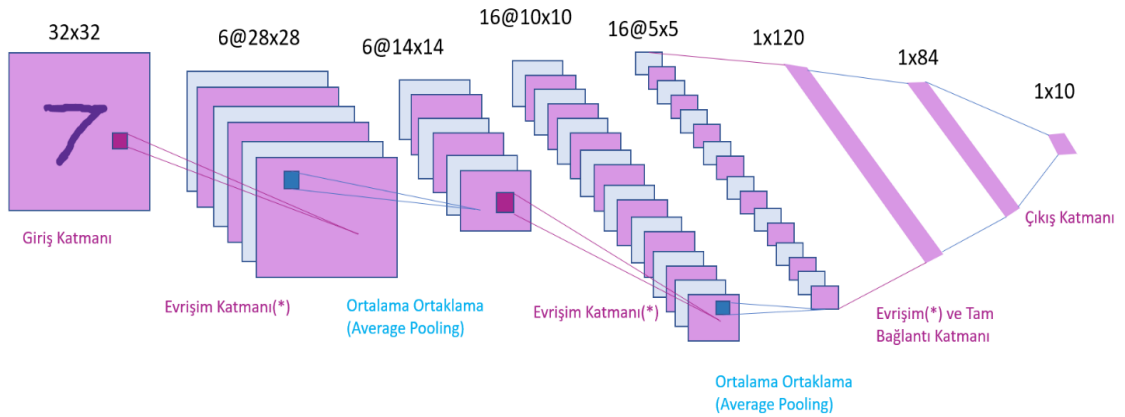 32x32
6@28x28
6@14x14
16@10x10
16@5x5
1x120
1x84
1x10
7
Giriş Katmanı
Evrişim Katmanı(*)
Ortalama Ortaklama
(Average Pooling)
Evrişim Katmanı(*)
Ortalama Ortaklama
(Average Pooling)
Evrişim(*) ve Tam
Bağlantı Katmanı
Çıkış Katmanı